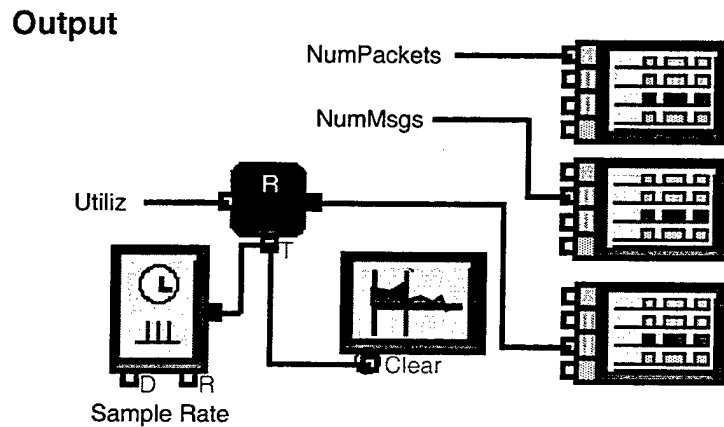 Output
NumPackets
NumMsgs
Utiliz
R
T
Clear
D
R
Sample Rate